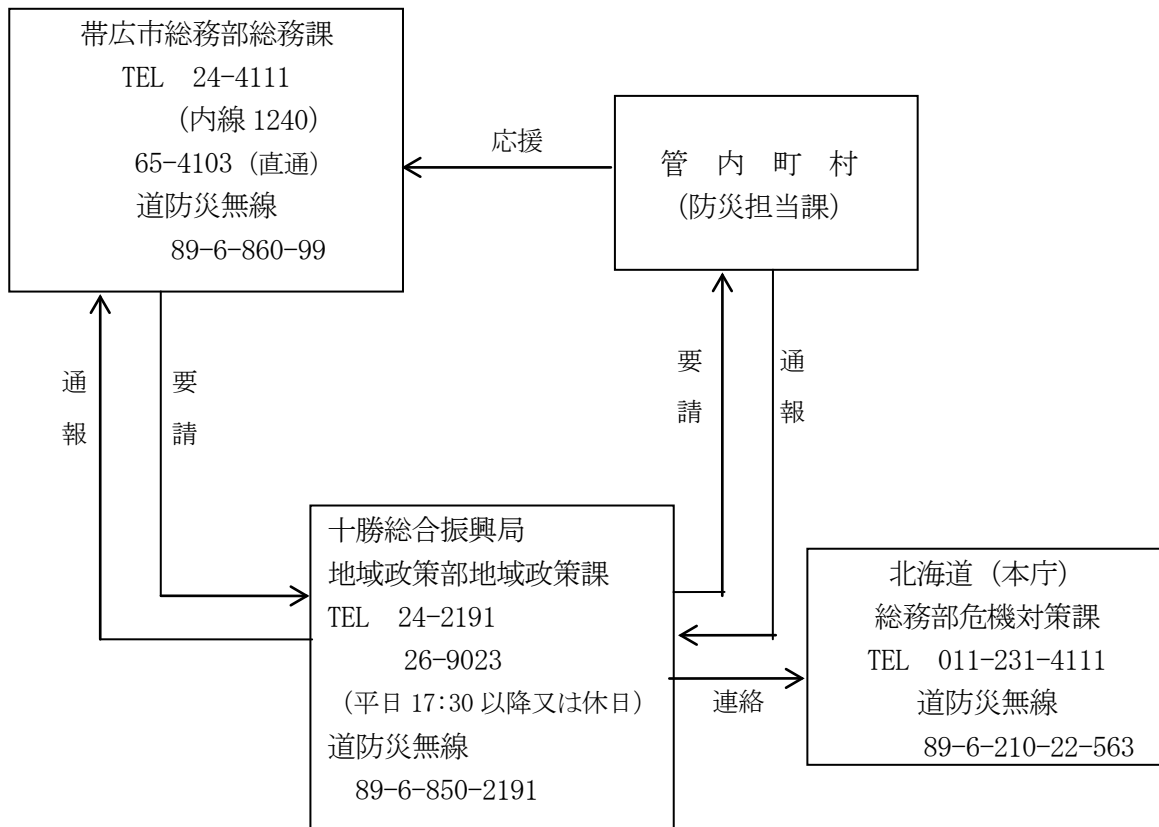 帯広市総務部総務課
TEL 24-4111
(内線 1240)
65-4103 (直通)
道防災無線
89-6-860-99
応援
管 内 町 村
(防災担当課)
通報
要請
要請
通報
十勝総合振興局
地域政策部地域政策課
TEL 24-2191
26-9023
(平日 17:30 以降又は休日)
道防災無線
89-6-850-2191
連絡
北海道 (本庁)
総務部危機対策課
TEL 011-231-4111
道防災無線
89-6-210-22-563